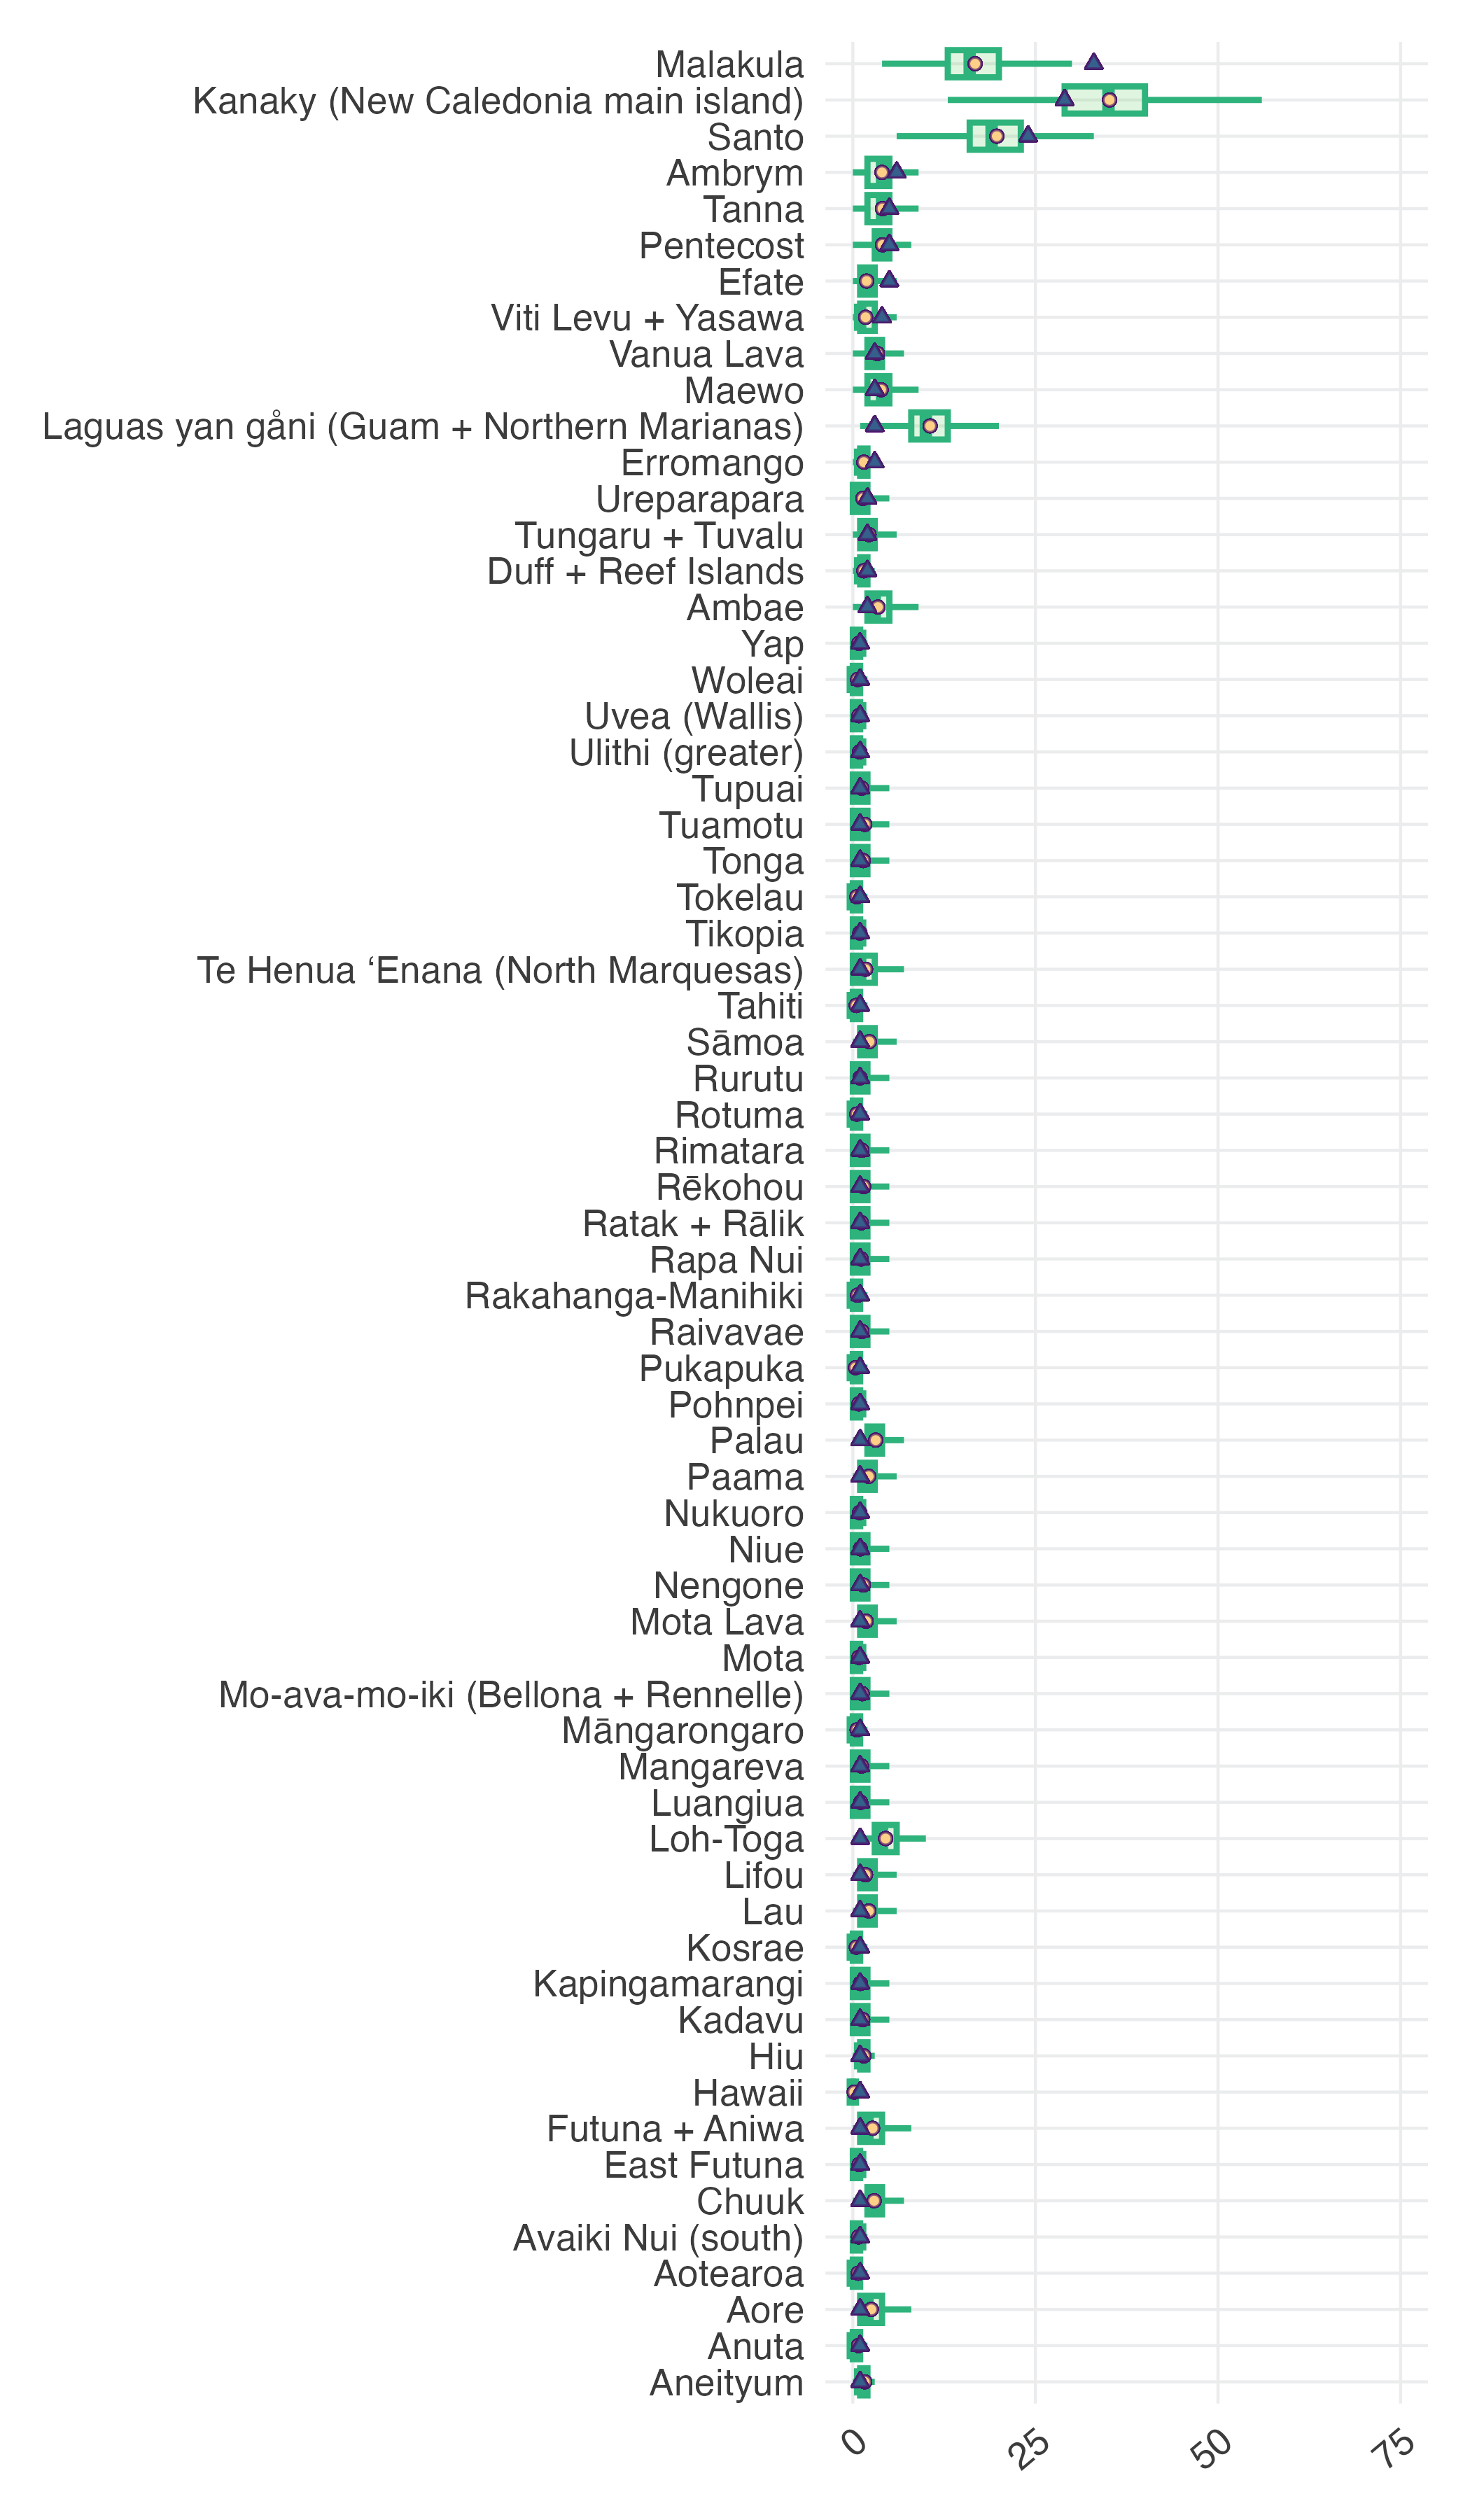 Malakula
Kanaky (New Caledonia main island)
Santo
Ambrym
Tanna
Pentecost
Efate
Viti Levu + Yasawa
Vanua Lava
Maewo
Laguas yan gåni (Guam + Northern Marianas)
Erromango
Ureparapara
Tungaru + Tuvalu
Duff + Reef Islands
Ambae
Yap
Woleai
Uvea (Wallis)
Ulithi (greater)
Tupuai
Tuamotu
Tonga
Tokelau
Tikopia
Te Henua ‘Enana (North Marquesas)
Tahiti
Sāmoa
Rurutu
Rotuma
Rimatara
Rēkohou
Ratak + Rālik
Rapa Nui
Rakahanga-Manihiki
Raivavae
Pukapuka
Pohnpei
Palau
Paama
Nukuoro
Niue
Nengone
Mota Lava
Mota
Mo-ava-mo-iki (Bellona + Rennelle)
Māngarongaro
Mangareva
Luangiua
Loh-Toga
Lifou
Lau
Kosrae
Kapingamarangi
Kadavu
Hiu
Hawaii
Futuna + Aniwa
East Futuna
Chuuk
Avaiki Nui (south)
Aotearoa
Aore
Anuta
Aneityum
0 25 50 75